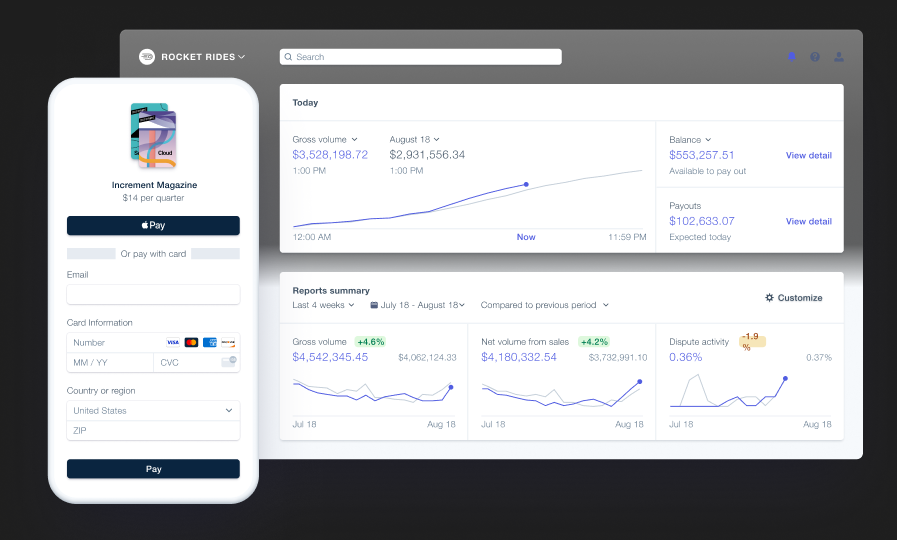 ROCKET RIDES
Search
Today
Gross volume
$3,528,198.72
1:00 PM
August 18
$2,931,556.34
1:00 PM
12:00 AM
Now
11:59 PM
Balance
$553,257.51
View detail
Available to pay out
Payouts
$102,633.07
View detail
Expected today
Reports summary
Last 4 weeks
July 18 - August 18
Compared to previous period
Customize
Gross volume +4.6%
$4,542,345.45 $4,062,124.33
Jul 18 Aug 18
Net volume from sales +4.2%
$4,180,332.54 $3,732,991.10
Jul 18 Aug 18
Dispute activity -1.9
%
0.36% 0.37%
Jul 18 Aug 18
Cloud
Increment Magazine
$14 per quarter
Pay
Or pay with card
Email
Card Information
Number VISA
MM / YY CVC
Country or region
United States
ZIP
Pay